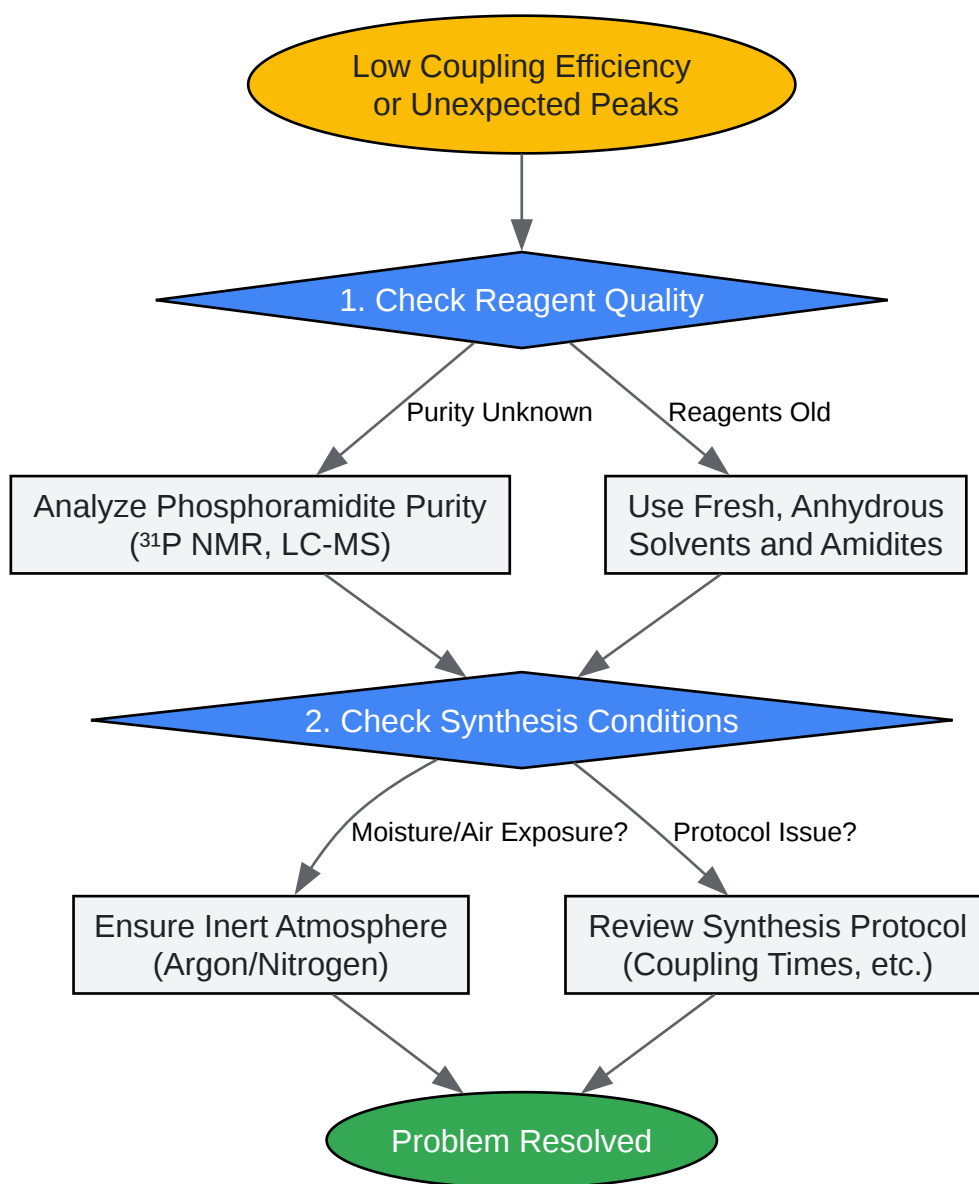 Low Coupling Efficiency
or Unexpected Peaks
1. Check Reagent Quality
Purity Unknown
Reagents Old
Analyze Phosphoramidite Purity
(³¹P NMR, LC-MS)
Use Fresh, Anhydrous
Solvents and Amidites
2. Check Synthesis Conditions
Moisture/Air Exposure?
Protocol Issue?
Ensure Inert Atmosphere
(Argon/Nitrogen)
Review Synthesis Protocol
(Coupling Times, etc.)
Problem Resolved